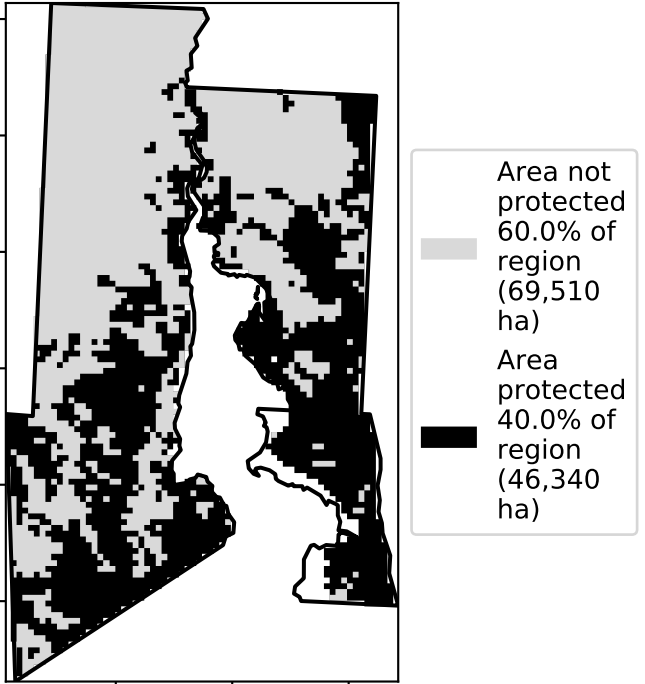 Area not
protected
60.0% of
region
(69,510
ha)
Area
protected
40.0% of
region
(46,340
ha)